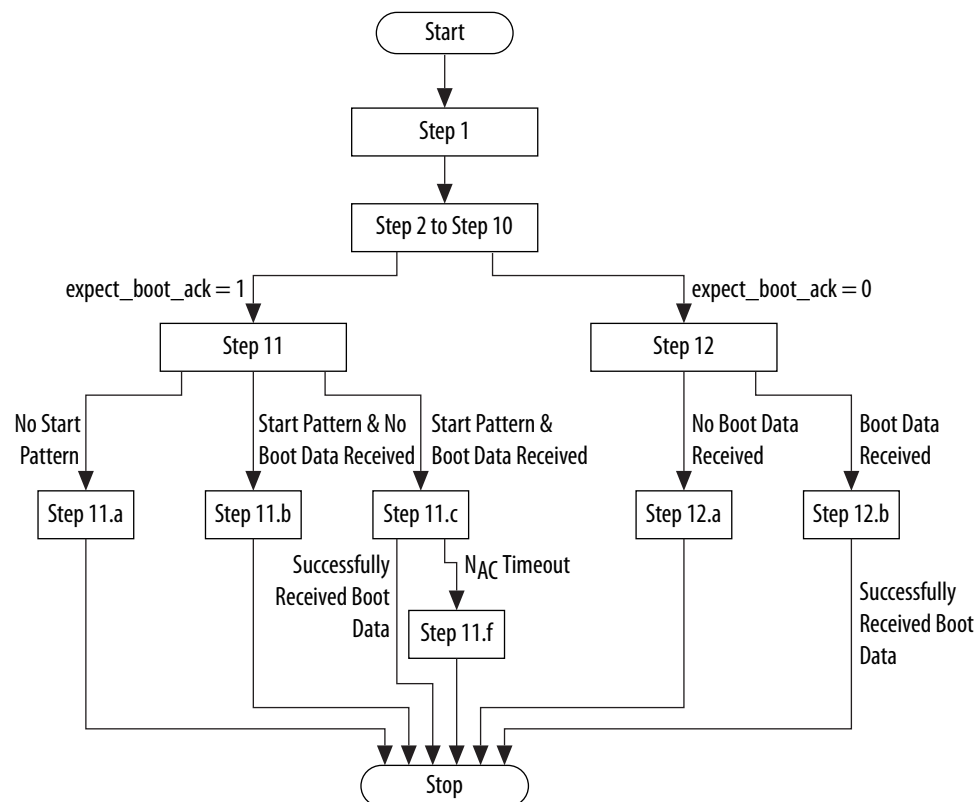 Start
Step 1
Step 2 to Step 10
expect_boot_ack = 1
expect_boot_ack = 0
Step 11
Step 12
No Start
Pattern
Start Pattern & No
Boot Data Received
Start Pattern &
Boot Data Received
No Boot Data
Received
Boot Data
Received
Step 11.a
Step 11.b
Step 11.c
Step 12.a
Step 12.b
Successfully
Received Boot
Data
NAC Timeout
Step 11.f
Successfully
Received Boot
Data
Stop